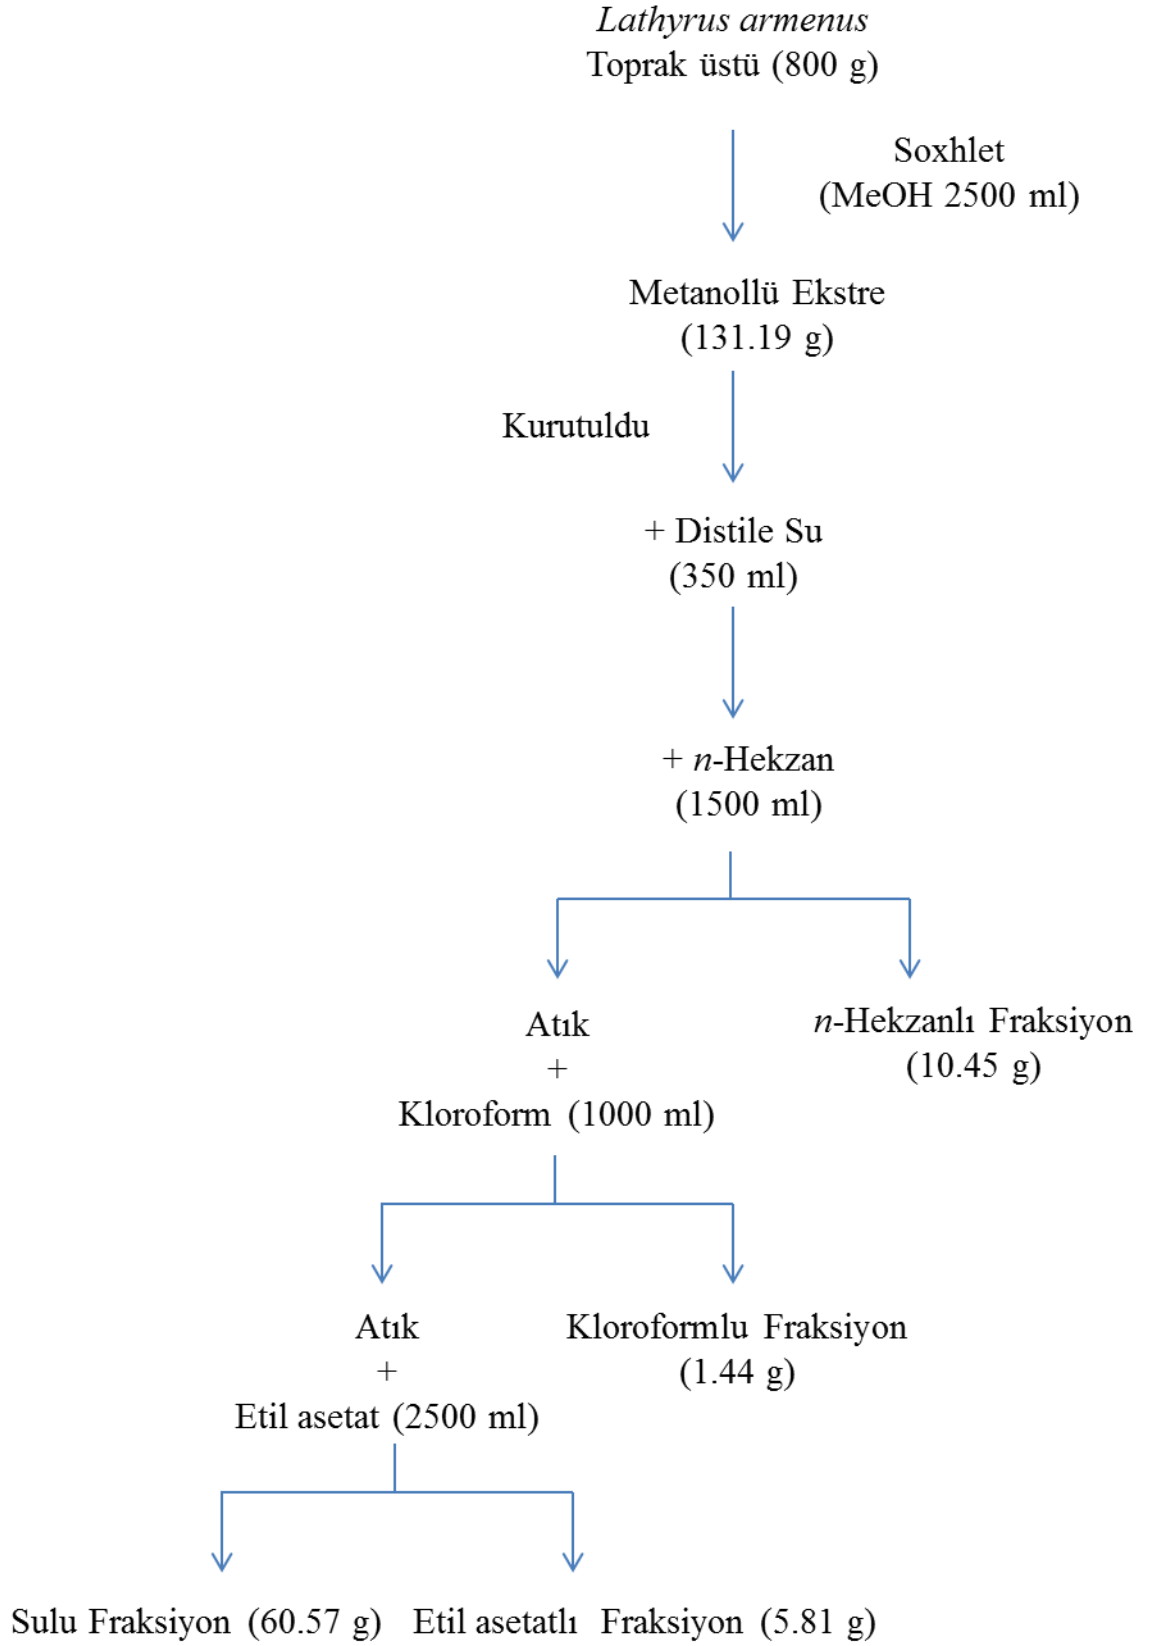 Lathyrus armenus
Toprak üstü (800 g)
Soxhlet
(MeOH 2500 ml)
Metanollü Ekstre
(131.19 g)
Kurutuldu
+ Distile Su
(350 ml)
+ n-Hekzan
(1500 ml)
Atık
+
Kloroform (1000 ml)
n-Hekzanlı Fraksiyon
(10.45 g)
Atık
+
Etil asetat (2500 ml)
Kloroformlu Fraksiyon
(1.44 g)
Sulu Fraksiyon (60.57 g)
Etil asetatlı Fraksiyon (5.81 g)